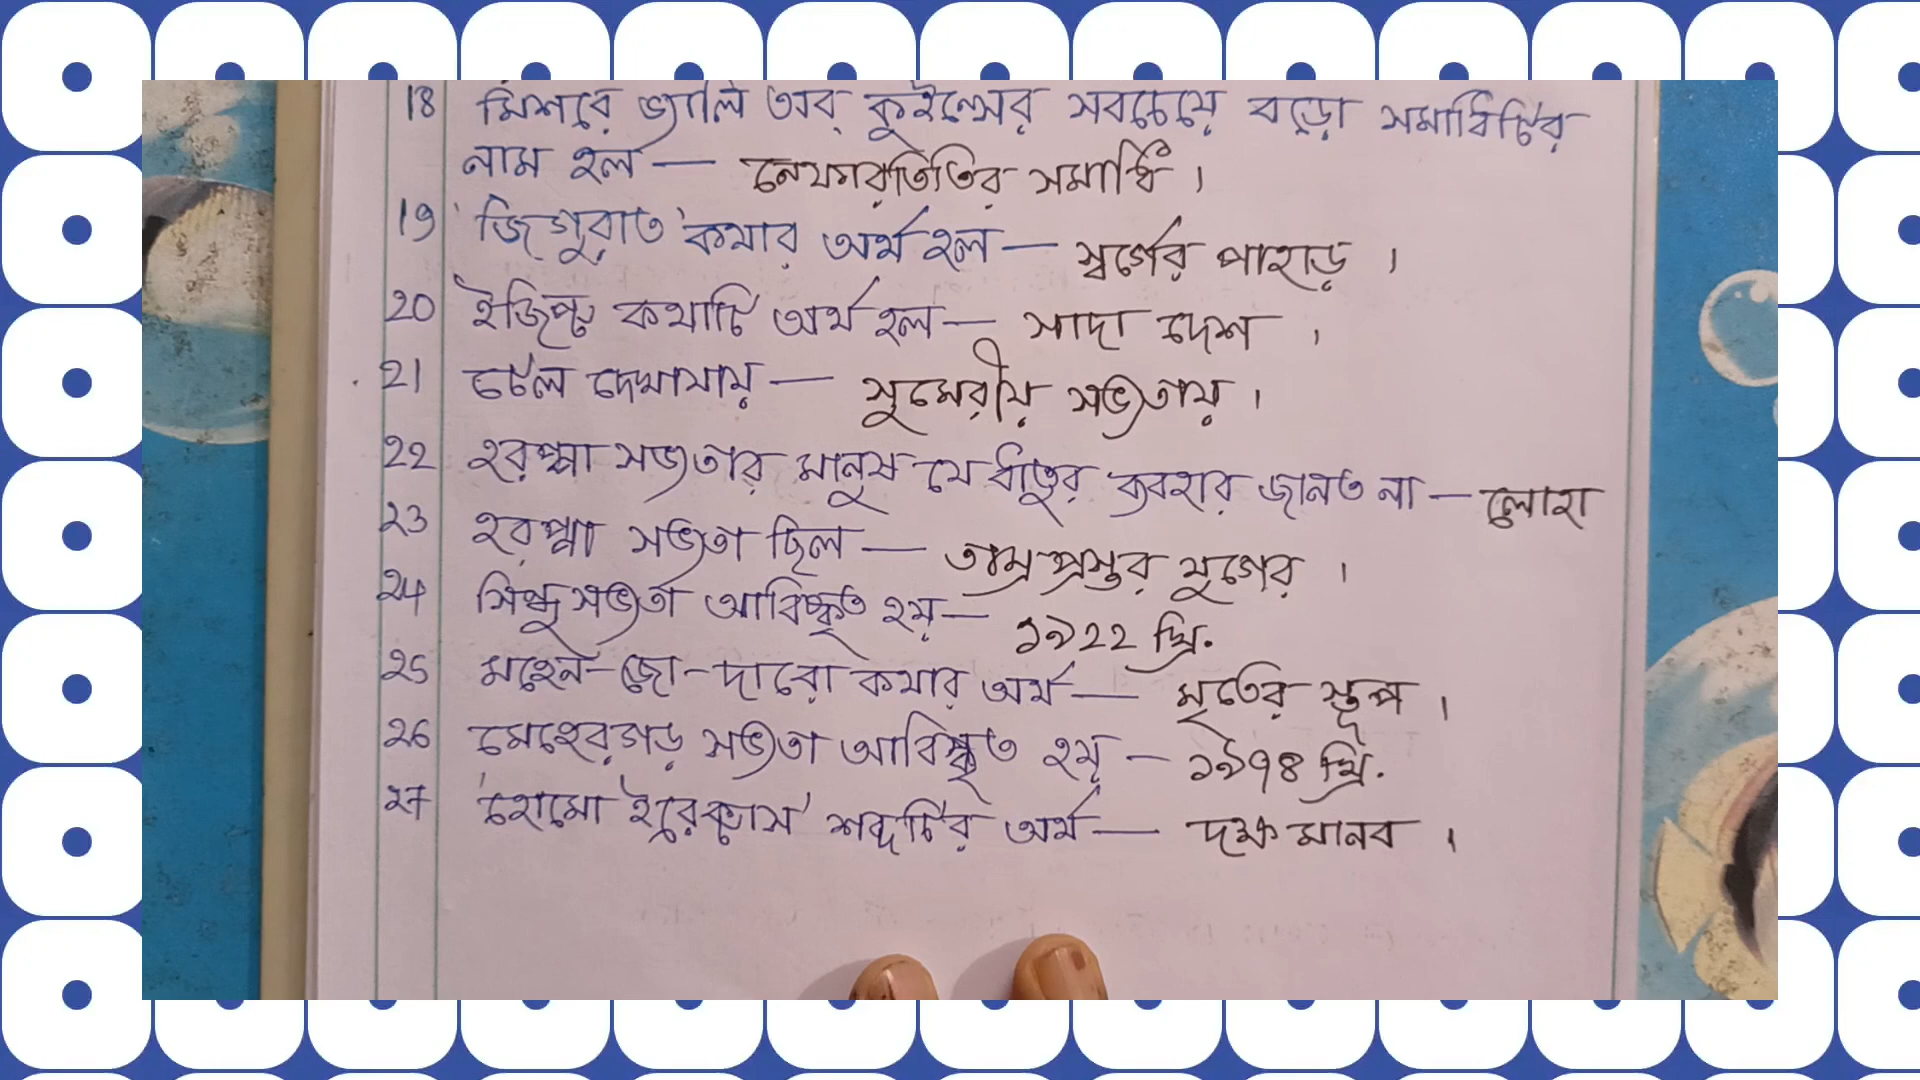 18 মিশরে ভ্যালি অব্ কুইন্সের সবচেয়ে বড়ো সমাধিটির
নাম হল — নেফারতিতির সমাধি ।
19 'জিগুরাত' কথার অর্থ হল — স্বর্গের পাহাড় ।
20 ইজিপ্ট কথাটি অর্থ হল — সাদা দেশ ।
21 টেল দেখাযায় — সুমেরীয় সভ্যতায় ।
22 হরপ্পা সভ্যতার মানুষ যে ধাতুর ব্যবহার জানত না — লোহা
23 হরপ্পা সভ্যতা ছিল — তাম্রপ্রস্তর যুগের ।
24 সিন্ধু সভ্যতা আবিষ্কৃত হয় — ১৯২২ খ্রি.
25 মহেন-জো-দারো কথার অর্থ — মৃতের স্তূপ ।
26 মেহেরগড় সভ্যতা আবিষ্কৃত হয় — ১৯৭৪ খ্রি.
27 'হোমো ইরেক্টাস' শব্দটির অর্থ — দক্ষ মানব ।